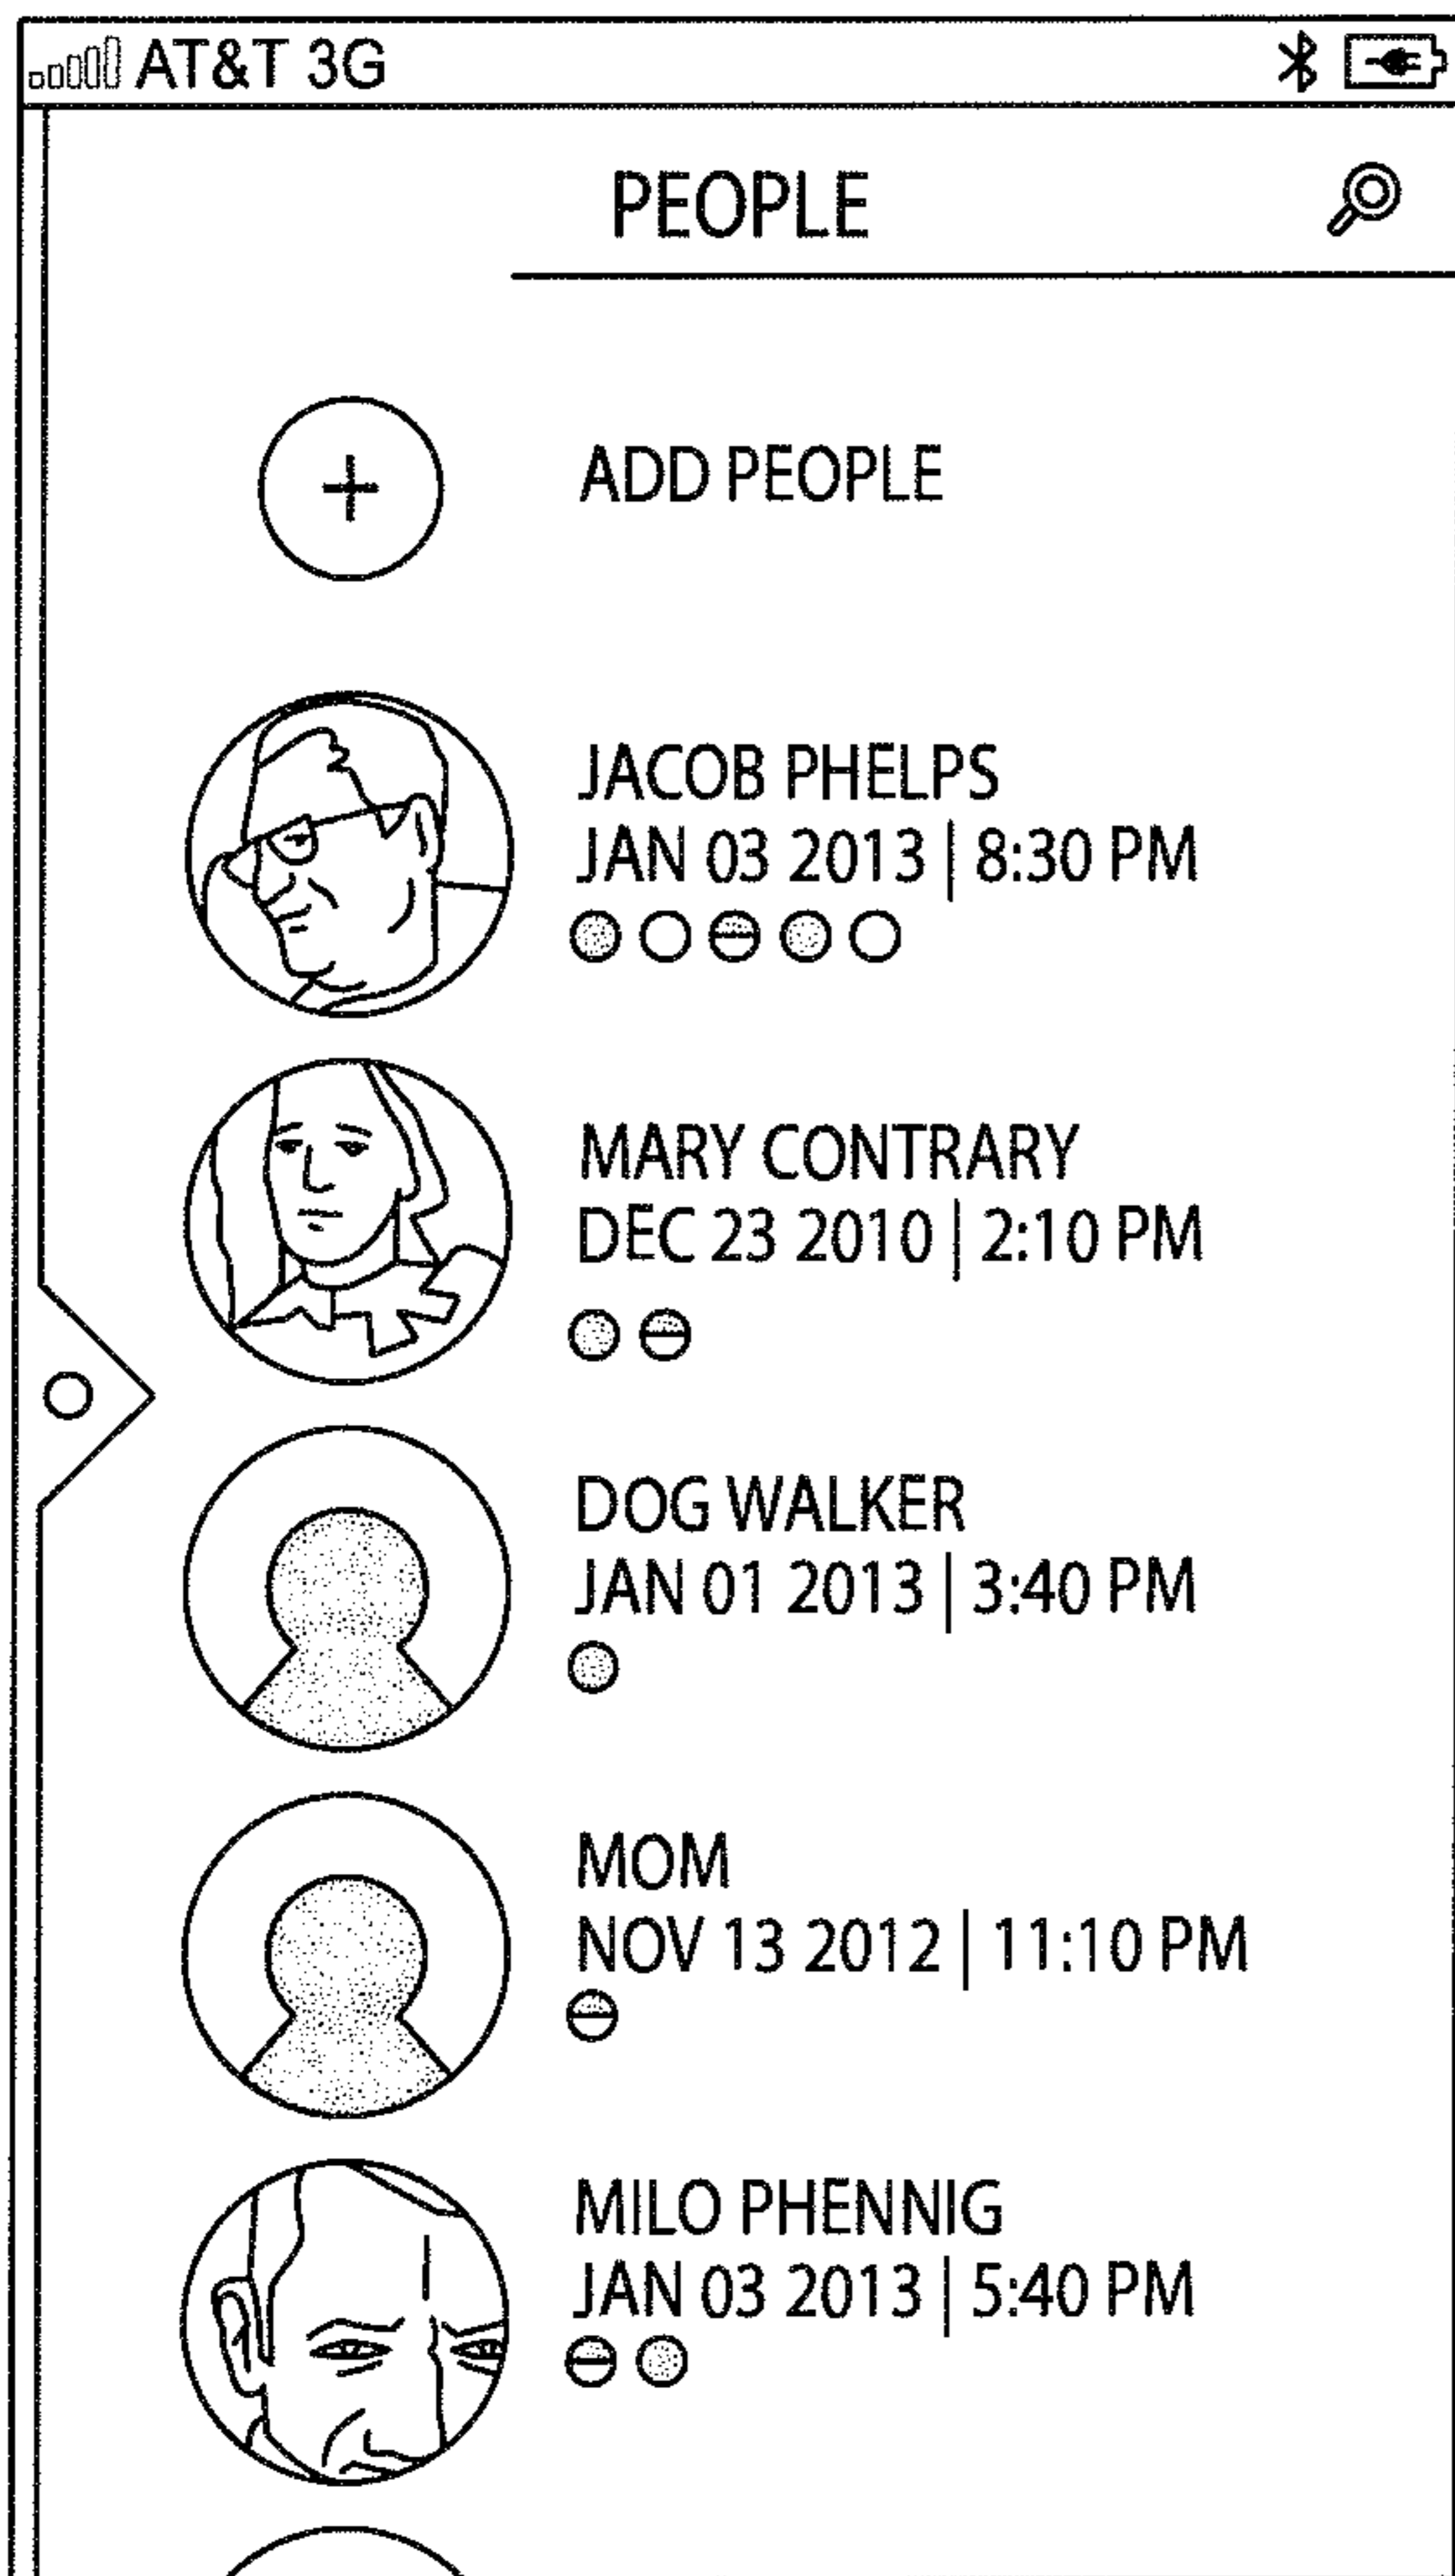 AT&T 3G
PEOPLE
ADD PEOPLE
JACOB PHELPS
JAN 03 2013 | 8:30 PM
MARY CONTRARY
DEC 23 2010 | 2:10 PM
DOG WALKER
JAN 01 2013 | 3:40 PM
MOM
NOV 13 2012 | 11:10 PM
MILO PHENNIG
JAN 03 2013 | 5:40 PM